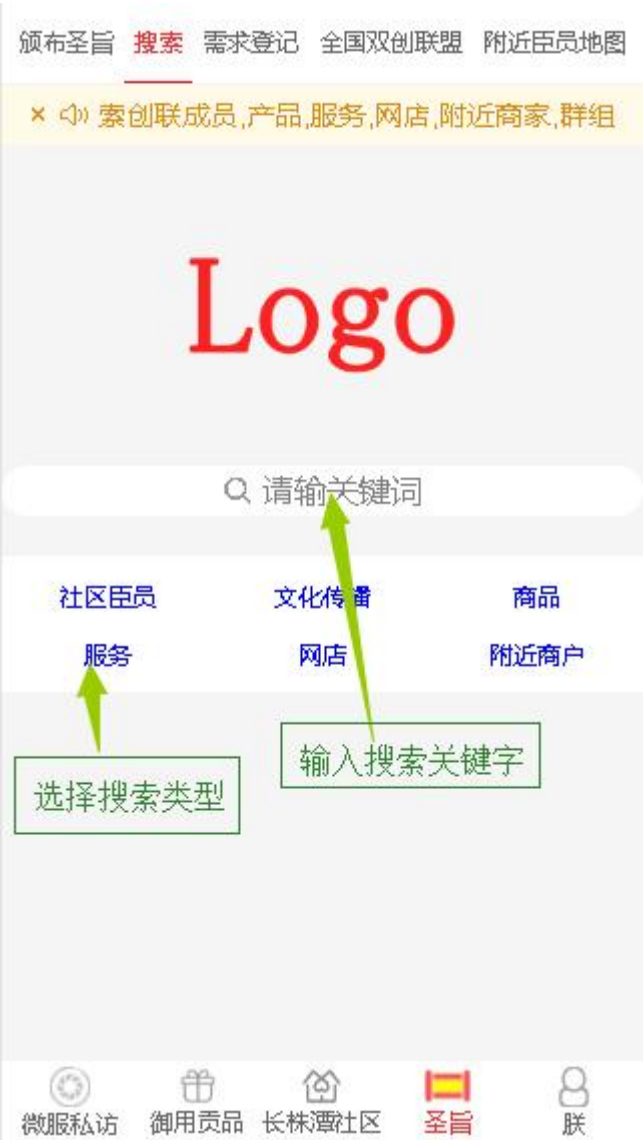 颁布圣旨 搜索 需求登记 全国双创联盟 附近臣员地图
× 索创联成员,产品,服务,网店,附近商家,群组
Logo
请输关键词
社区臣员 文化传播 商品
服务 网店 附近商户
输入搜索关键字
选择搜索类型
微服私访 御用贡品 长株潭社区 圣旨 朕